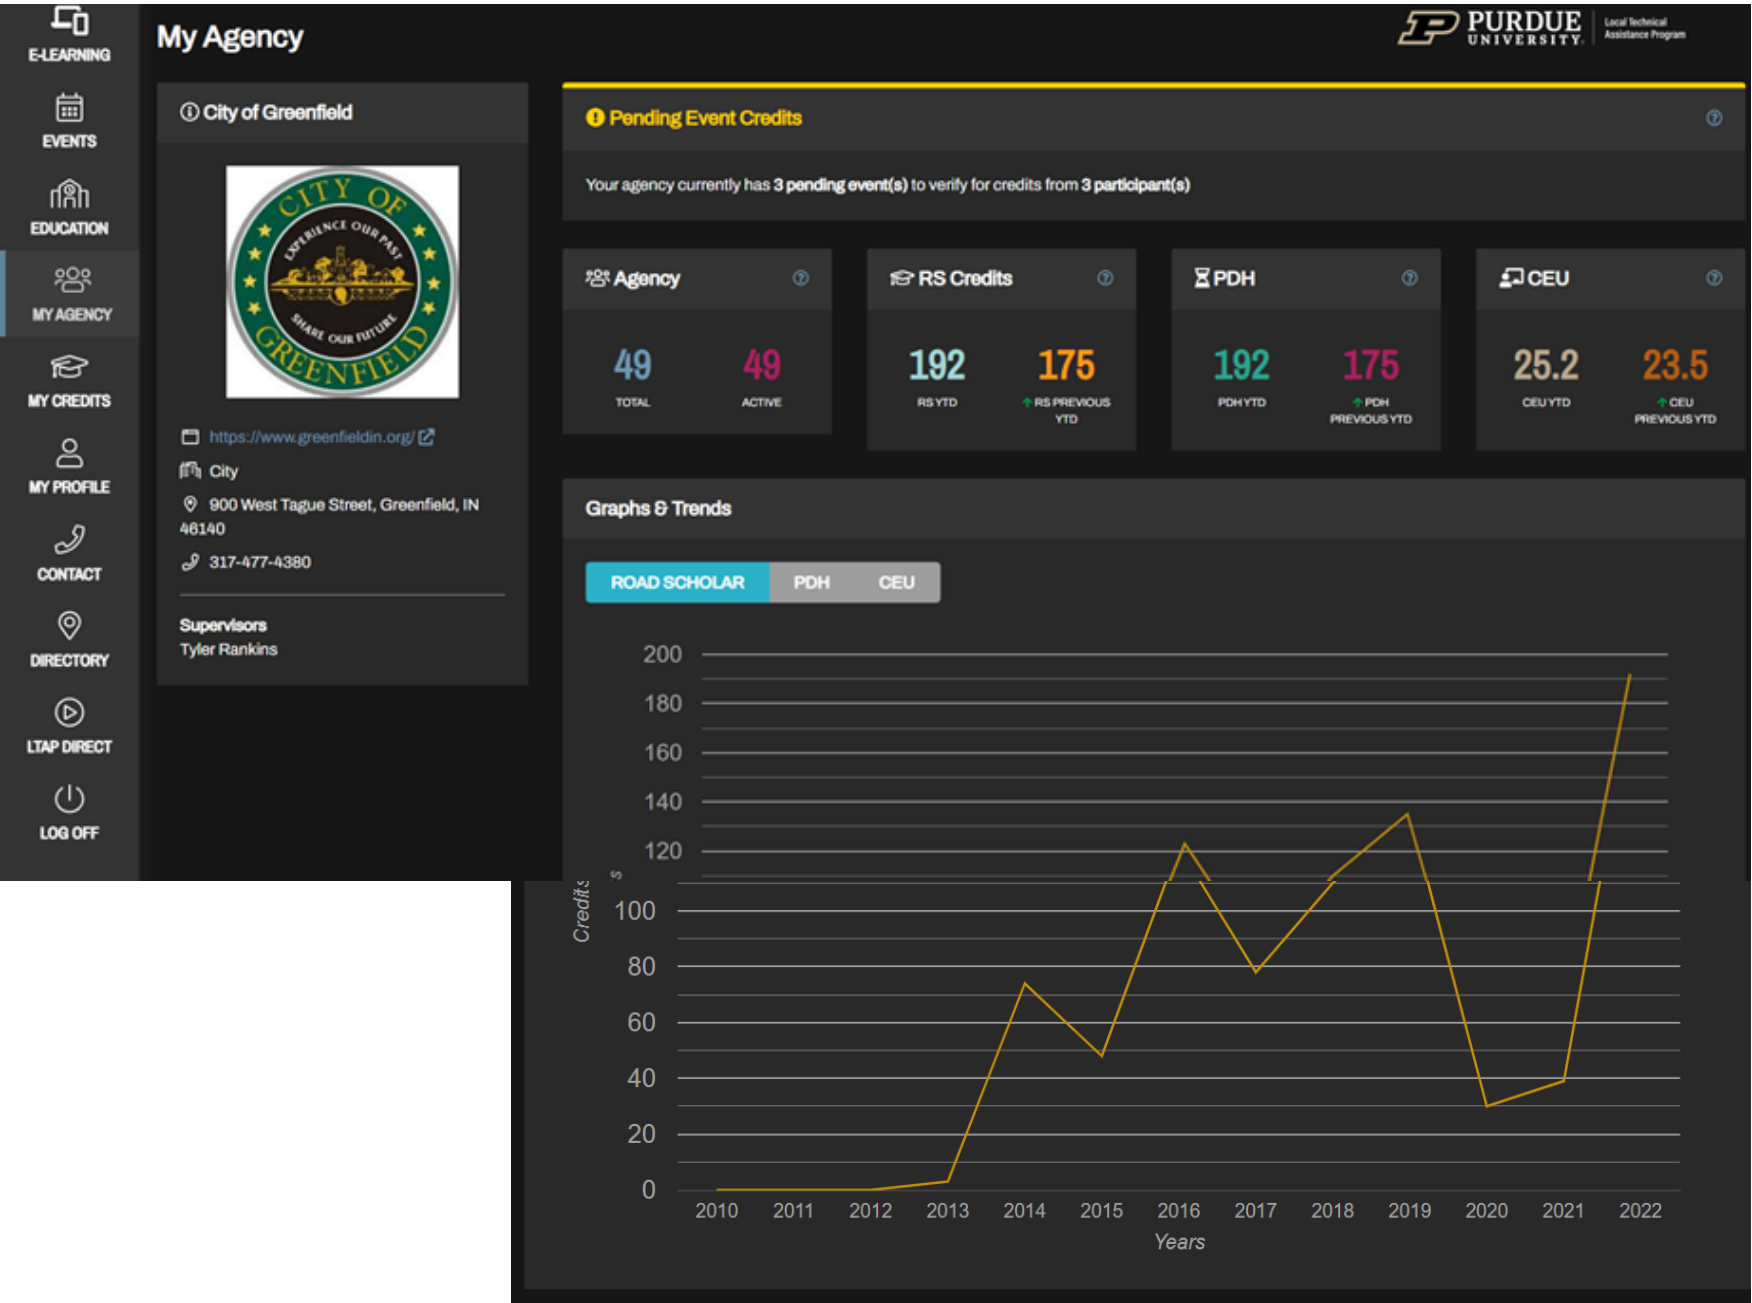 E-LEARNING
EVENTS
EDUCATION
MY AGENCY
MY CREDITS
MY PROFILE
CONTACT
DIRECTORY
LTAP DIRECT
LOG OFF
My Agency
PURDUE
UNIVERSITY
Local Technical
Assistance Program
City of Greenfield
CITY OF
GREENFIELD
EXPERIENCE OUR PAST
SHARE OUR FUTURE
https://www.greenfieldin.org/
City
900 West Tague Street, Greenfield, IN
46140
317-477-4380
Supervisors
Tyler Rankins
Pending Event Credits
Your agency currently has 3 pending event(s) to verify for credits from 3 participant(s)
Agency
49 49
TOTAL ACTIVE
RS Credits
192 175
RS YTD RS PREVIOUS
YTD
PDH
192 175
PDH YTD PDH
PREVIOUS YTD
CEU
25.2 23.5
CEU YTD CEU
PREVIOUS YTD
Graphs & Trends
ROAD SCHOLAR PDH CEU
200
180
160
140
120
100
80
60
40
20
0
Credits
s
2010 2011 2012 2013 2014 2015 2016 2017 2018 2019 2020 2021 2022
Years